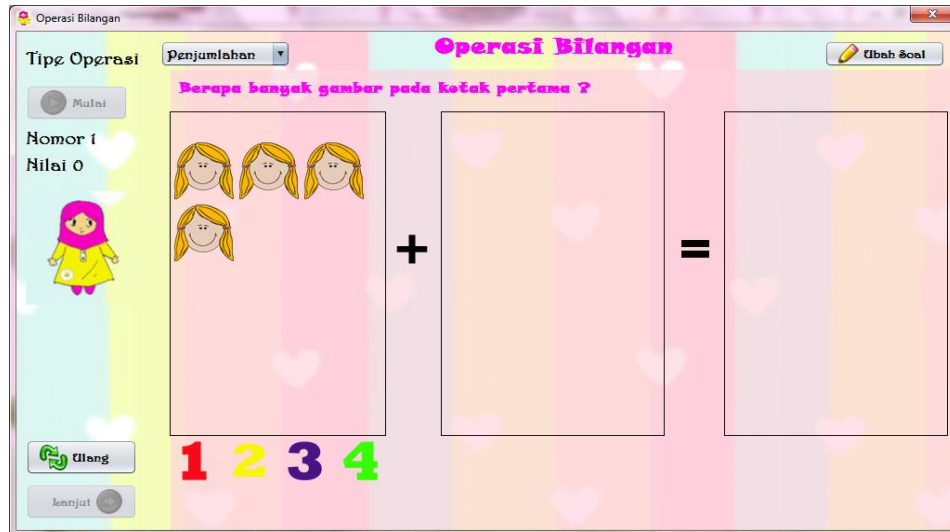 Operasi Bilangan
Tipe Operasi
Penjumlahan
Operasi Bilangan
Ubah Soal
Mulai
Berapa banyak gambar pada kotak pertama ?
Nomor 1
Nilai 0
+
=
Ulang
1 2 3 4
Lanjut